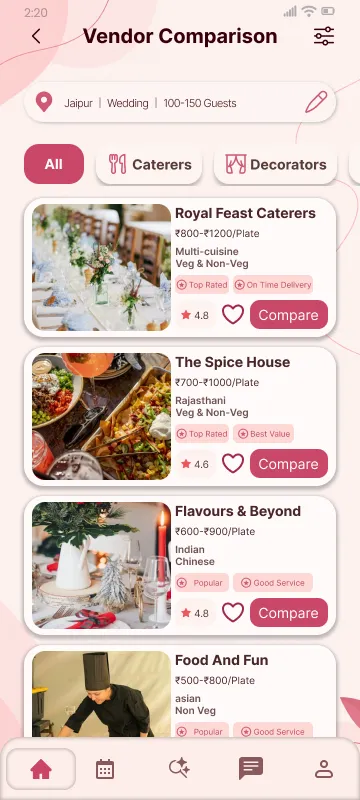 2:20
Vendor Comparison
Jaipur | Wedding | 100-150 Guests
All
Caterers
Decorators
Royal Feast Caterers
₹800-₹1200/Plate
Multi-cuisine
Veg & Non-Veg
Top Rated
On Time Delivery
4.8
Compare
The Spice House
₹700-₹1000/Plate
Rajasthani
Veg & Non-Veg
Top Rated
Best Value
4.6
Compare
Flavours & Beyond
₹600-₹900/Plate
Indian
Chinese
Popular
Good Service
4.8
Compare
Food And Fun
₹500-₹800/Plate
asian
Non Veg
Popular
Good Service